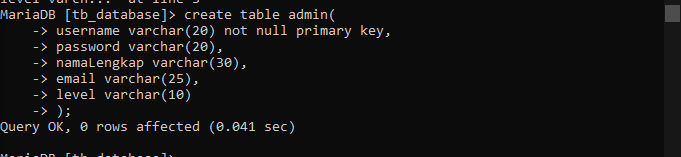 MariaDB [tb_database]> create table admin(
    -> username varchar(20) not null primary key,
    -> password varchar(20),
    -> namaLengkap varchar(30),
    -> email varchar(25),
    -> level varchar(10)
    -> );
Query OK, 0 rows affected (0.041 sec)
MariaDB [tb_database]>